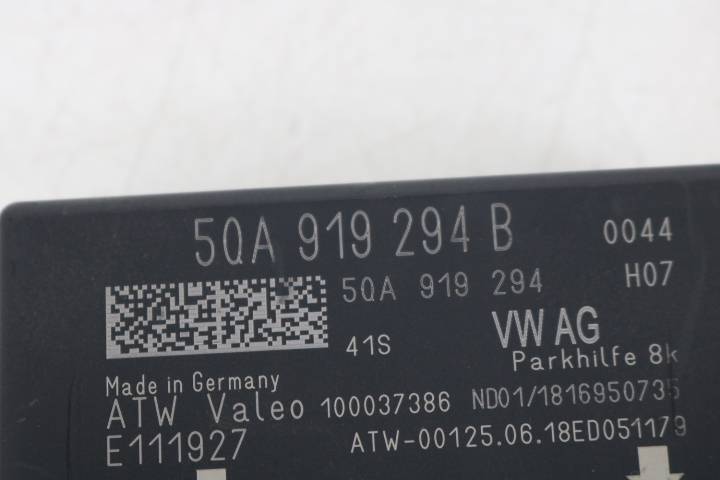 5QA 919 294 B 0044
5QA 919 294 H07
41S VW AG
Parkhilfe 8k
Made in Germany
ATW Valeo 100037386 ND01/1816950735
E111927 ATW-00125.06.18ED051179